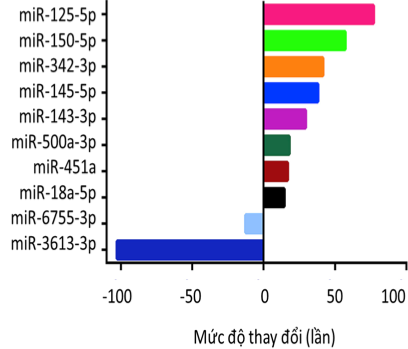 miR-125-5p
miR-150-5p
miR-342-3p
miR-145-5p
miR-143-3p
miR-500a-3p
miR-451a
miR-18a-5p
miR-6755-3p
miR-3613-3p
-100 -50 0 50 100
Mức độ thay đổi (lần)